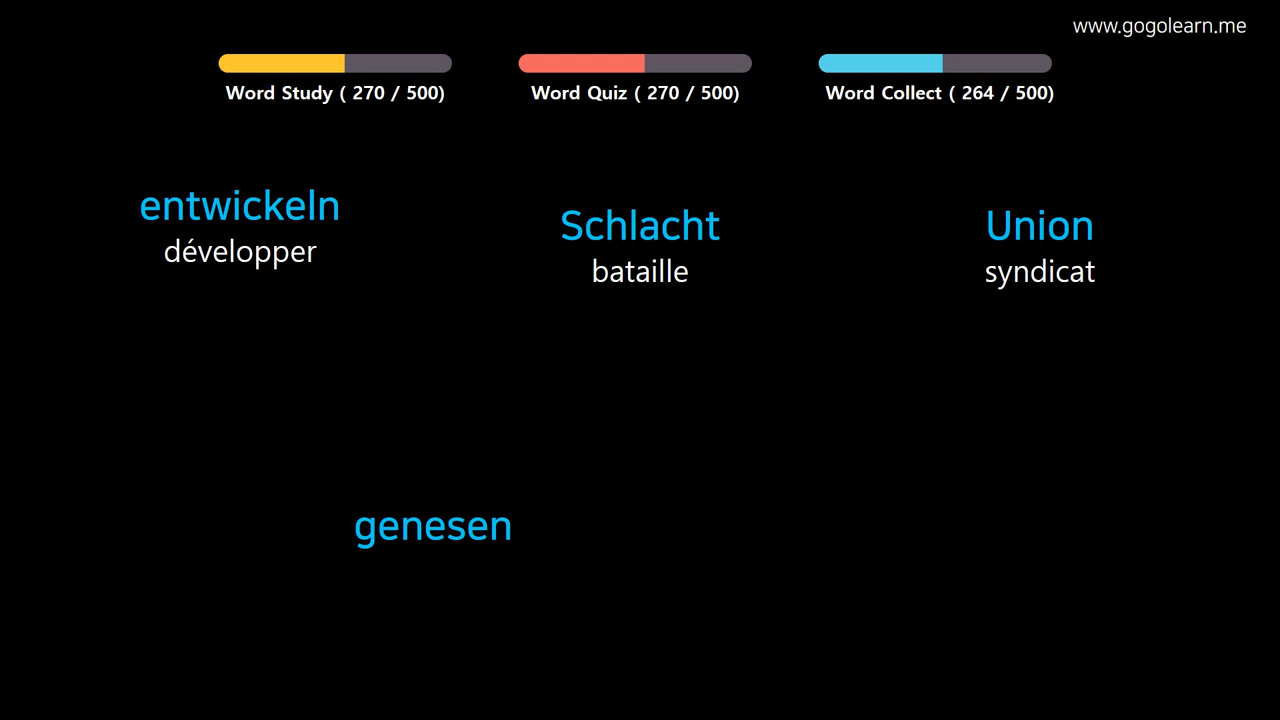 www.gogolearn.me
Word Study ( 270 / 500)
Word Quiz ( 270 / 500)
Word Collect ( 264 / 500)
entwickeln
développer
Schlacht
bataille
Union
syndicat
genesen